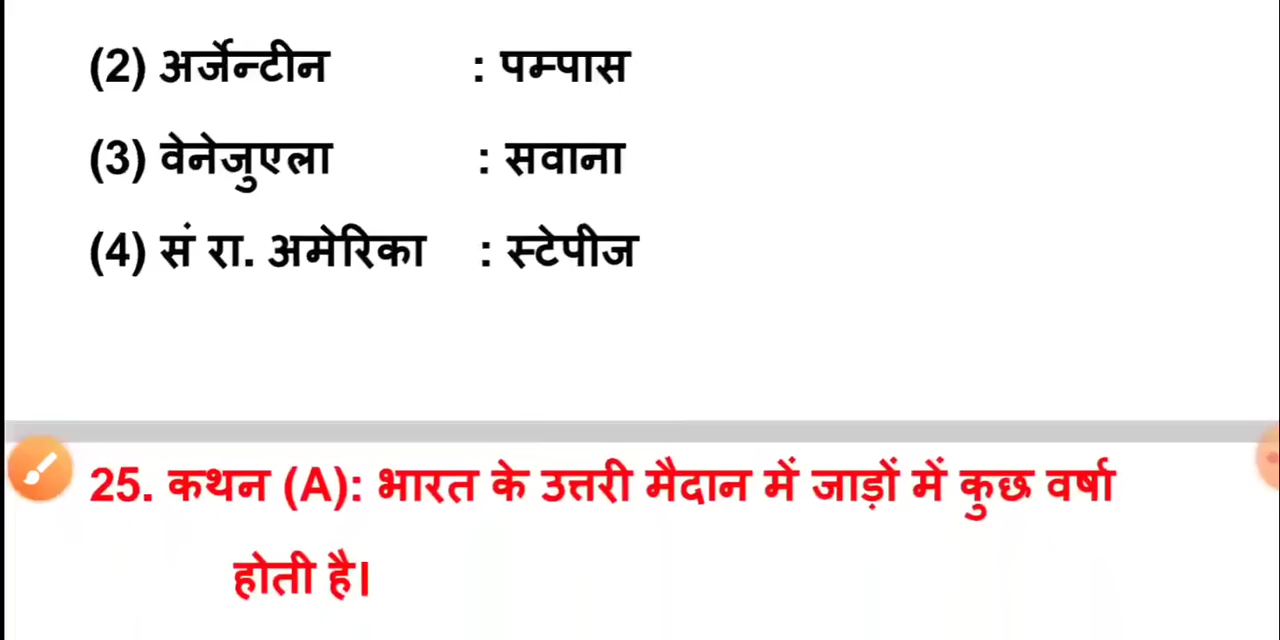 (2) अर्जेन्टीन : पम्पास
(3) वेनेजुएला : सवाना
(4) सं रा. अमेरिका : स्टेपीज
25. कथन (A): भारत के उत्तरी मैदान में जाड़ों में कुछ वर्षा
होती है।